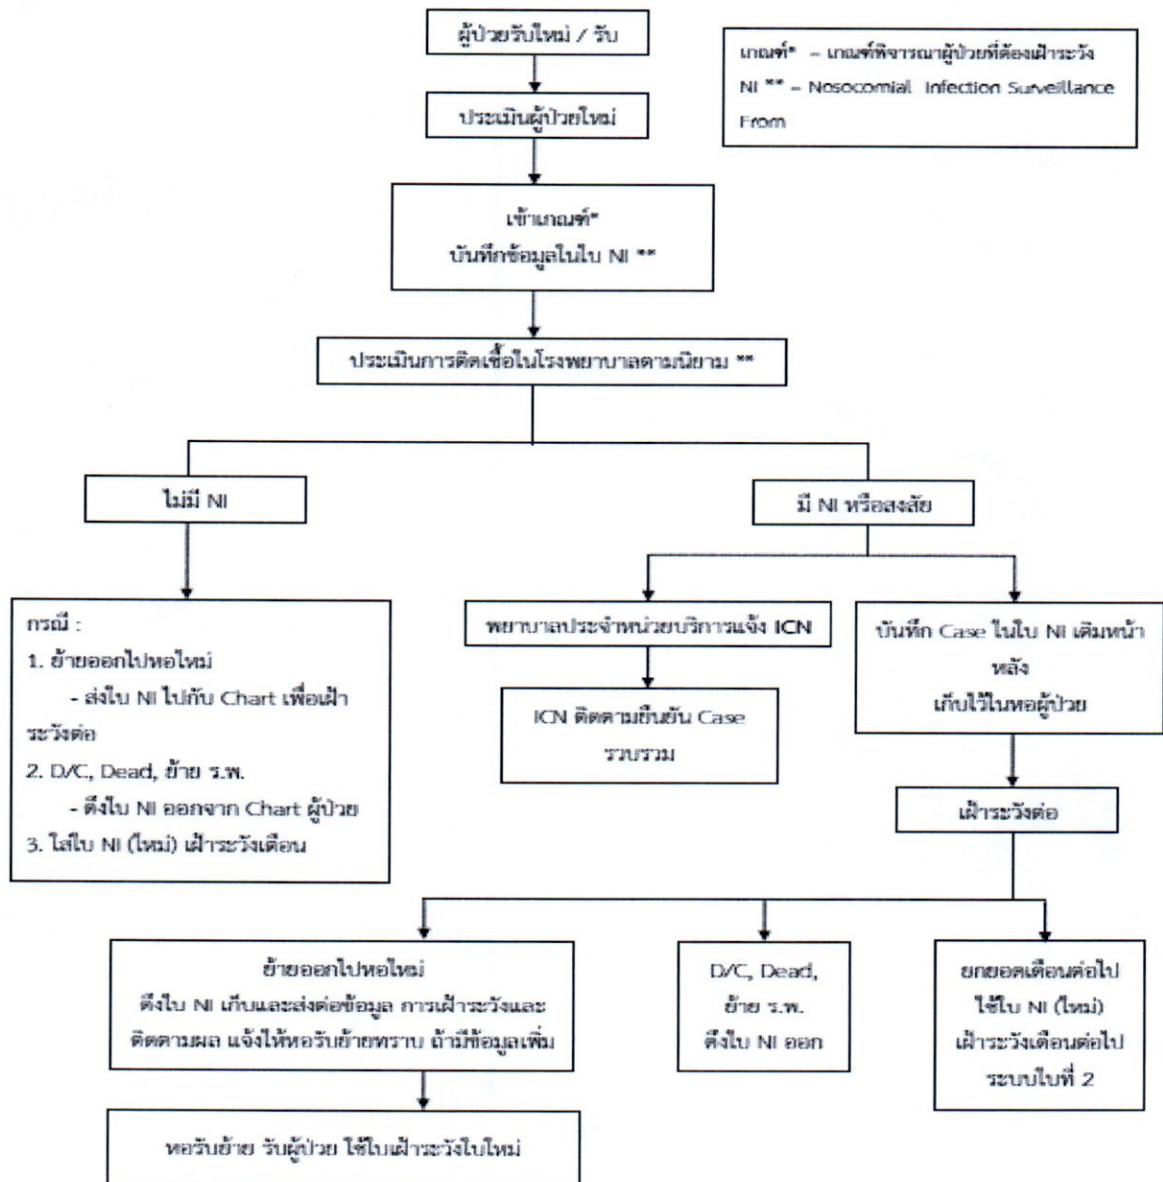 ผู้ป่วยรับใหม่ / รับ
เกณฑ์* – เกณฑ์พิจารณาผู้ป่วยที่ต้องเฝ้าระวัง
NI ** – Nosocomial Infection Surveillance
From
ประเมินผู้ป่วยใหม่
เข้าเกณฑ์*
บันทึกข้อมูลในใบ NI **
ประเมินการติดเชื้อในโรงพยาบาลตามนิยาม **
ไม่มี NI
มี NI หรือสงสัย
กรณี :
1. ย้ายออกไปหอใหม่
- ส่งใบ NI ไปกับ Chart เพื่อเฝ้า
ระวังต่อ
2. D/C, Dead, ย้าย ร.พ.
- ดึงใบ NI ออกจาก Chart ผู้ป่วย
3. ใส่ใบ NI (ใหม่) เฝ้าระวังเดือน
พยาบาลประจำหน่วยบริการแจ้ง ICN
ICN ติดตามยืนยัน Case
รวบรวม
บันทึก Case ในใบ NI เดิมหน้า
หลัง
เก็บไว้ในหอผู้ป่วย
เฝ้าระวังต่อ
ย้ายออกไปหอใหม่
ดึงใบ NI เก็บและส่งต่อข้อมูล การเฝ้าระวังและ
ติดตามผล แจ้งให้หอรับย้ายทราบ ถ้ามีข้อมูลเพิ่ม
D/C, Dead,
ย้าย ร.พ.
ดึงใบ NI ออก
ยกยอดเดือนต่อไป
ใช้ใบ NI (ใหม่)
เฝ้าระวังเดือนต่อไป
ระบบใบที่ 2
หอรับย้าย รับผู้ป่วย ใช้ใบเฝ้าระวังใบใหม่